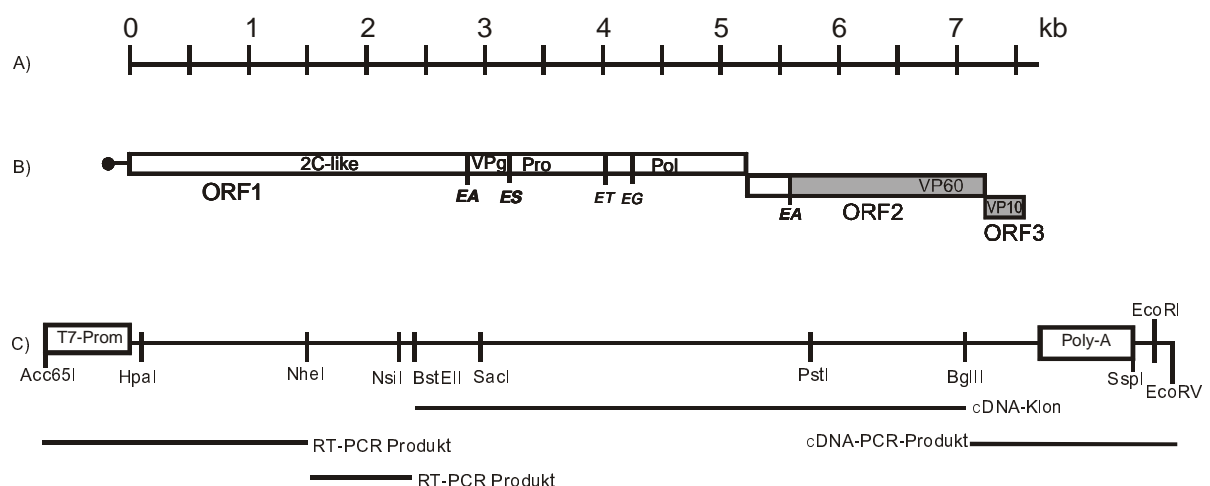 0 1 2 3 4 5 6 7 kb
A)
B)
2C-like VPg Pro Pol
ORF1
EA ES ET EG
VP60
EA ORF2
VP10
ORF3
EcoRI
C)
T7-Prom
Poly-A
Acc65I HpaI NheI NsiI BstEII SacI PstI BglII SspI EcoRV
cDNA-Klon
RT-PCR Produkt
cDNA-PCR-Produkt
RT-PCR Produkt